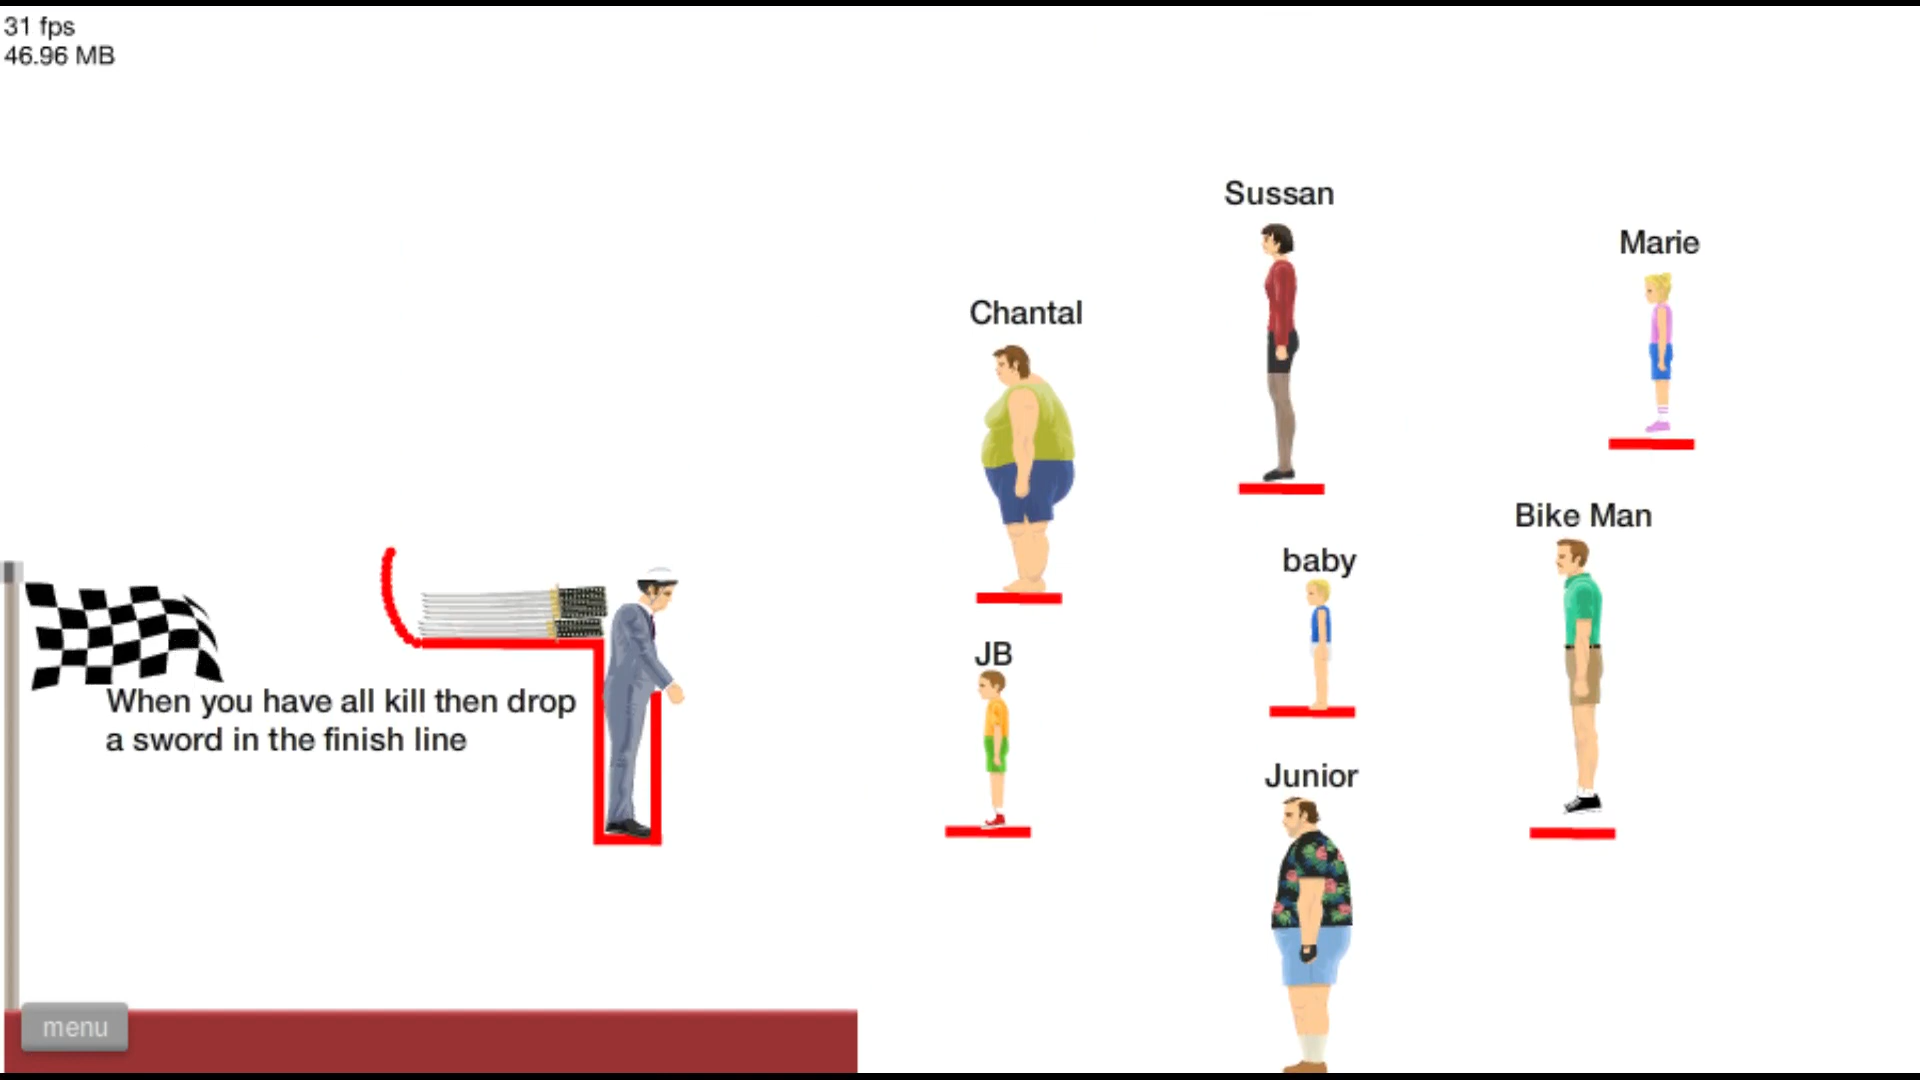 31 fps
46.96 MB
Sussan
Marie
Chantal
Bike Man
baby
JB
When you have all kill then drop
a sword in the finish line
Junior
menu